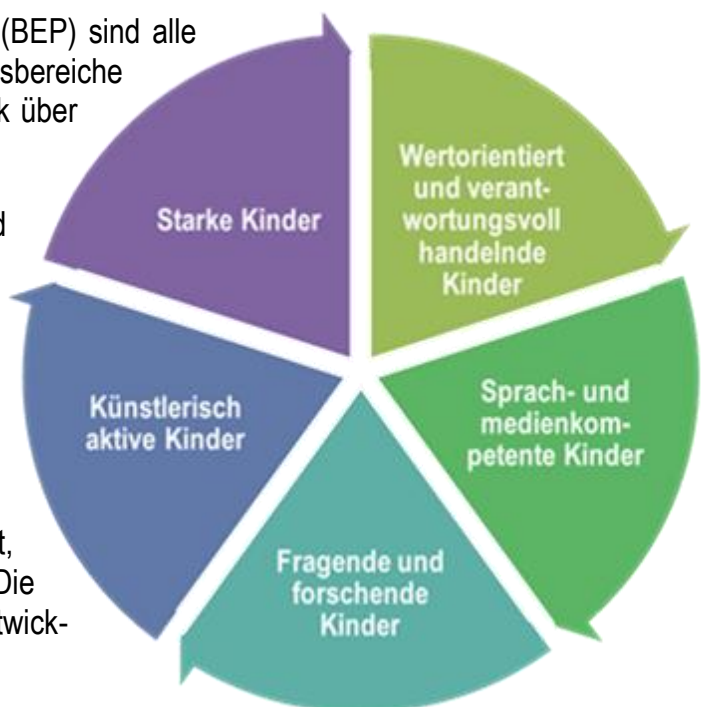 (BEP) sind alle
sbereiche
k über
d
t,
Die
twick-
Wertorientiert
und verant-
wortungsvoll
handelnde
Kinder
Sprach- und
medienkom-
petente Kinder
Fragende und
forschende
Kinder
Künstlerisch
aktive Kinder
Starke Kinder